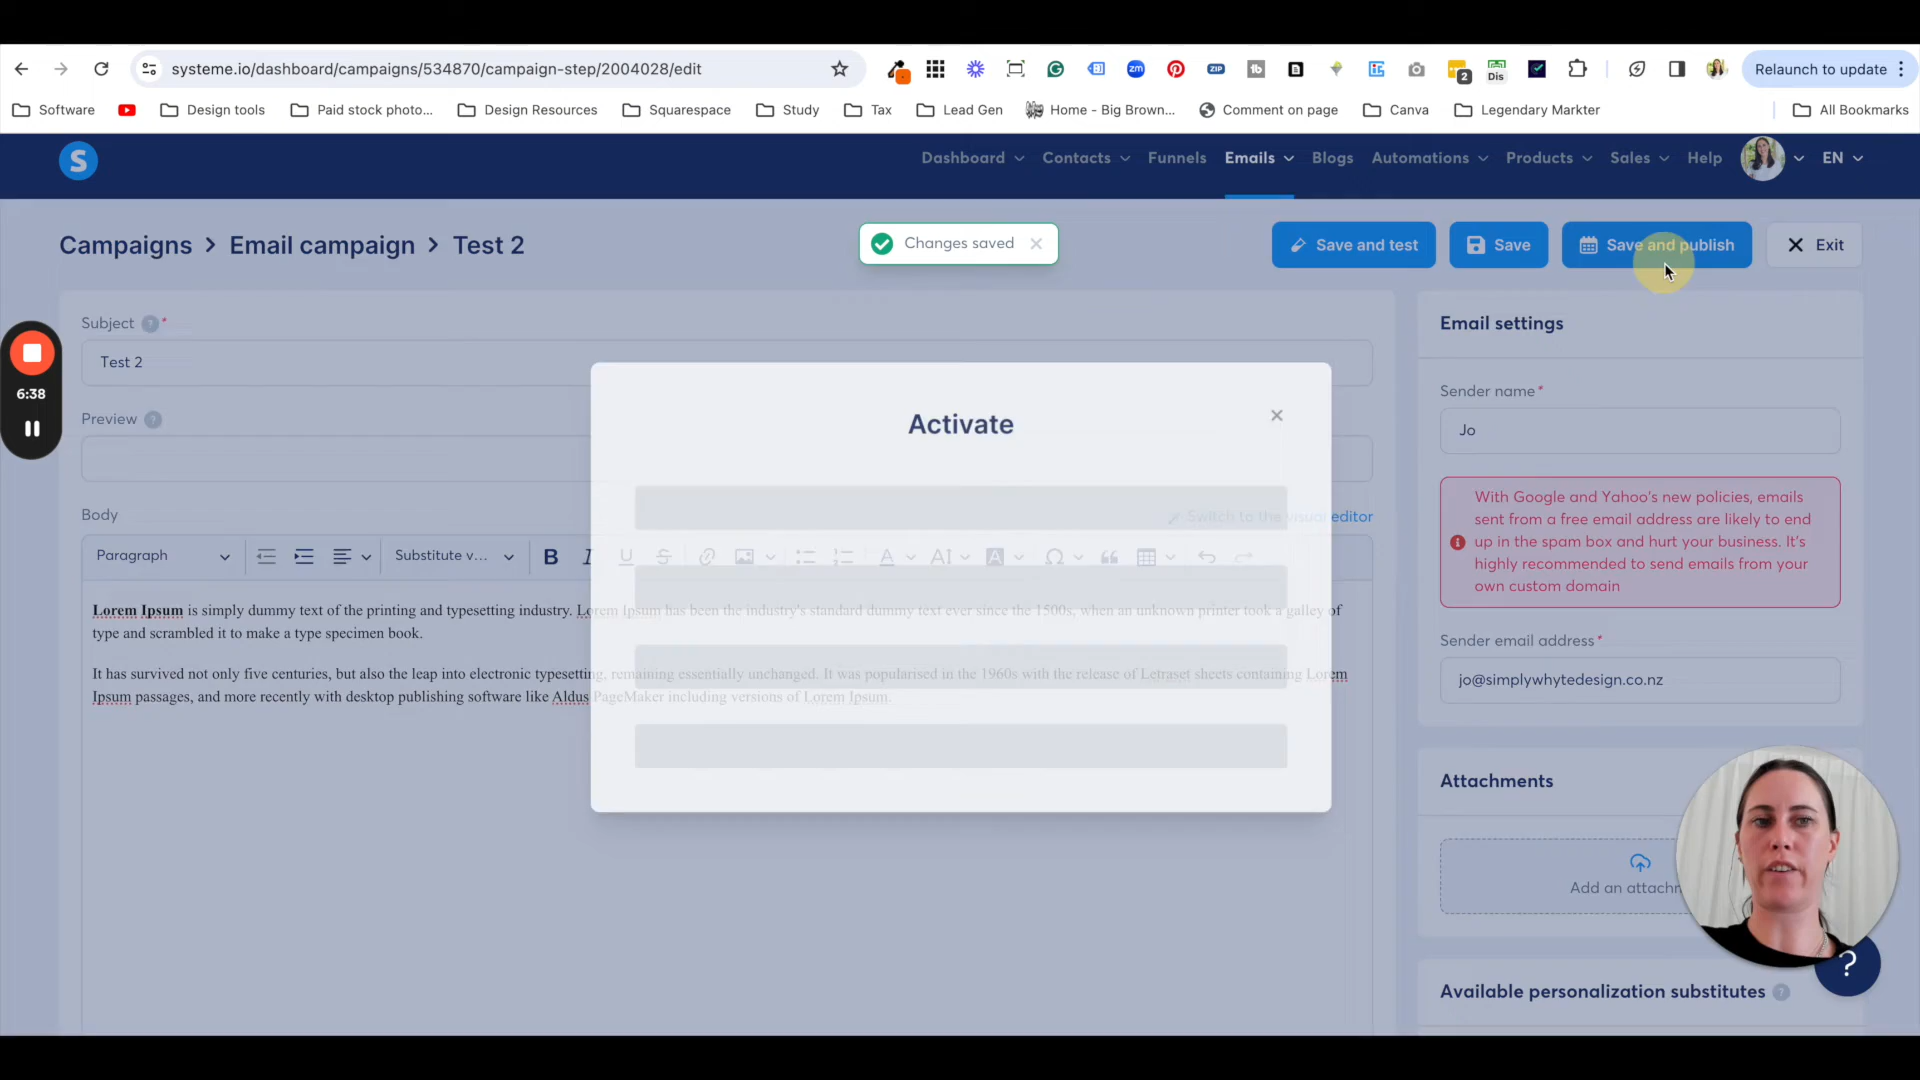 systeme.io/dashboard/campaigns/534870/campaign-step/2004028/edit
Relaunch to update
Software
Design tools
Paid stock photo...
Design Resources
Squarespace
Study
Tax
Lead Gen
Home - Big Brown...
Comment on page
Canva
Legendary Markter
All Bookmarks
S
Dashboard
Contacts
Funnels
Emails
Blogs
Automations
Products
Sales
Help
EN
Campaigns > Email campaign > Test 2
Changes saved
Save and test
Save
Save and publish
Exit
Subject ? *
Test 2
Preview ?
Body
Switch to the visual editor
Paragraph
Substitute v...
B
Lorem Ipsum is simply dummy text of the printing and typesetting industry. Lorem Ipsum has been the industry's standard dummy text ever since the 1500s, when an unknown printer took a galley of
type and scrambled it to make a type specimen book.
It has survived not only five centuries, but also the leap into electronic typesetting, remaining essentially unchanged. It was popularised in the 1960s with the release of Letraset sheets containing Lorem
Ipsum passages, and more recently with desktop publishing software like Aldus PageMaker including versions of Lorem Ipsum.
Activate
6:38
Email settings
Sender name*
Jo
With Google and Yahoo's new policies, emails
sent from a free email address are likely to end
up in the spam box and hurt your business. It's
highly recommended to send emails from your
own custom domain
Sender email address*
jo@simplywhytedesign.co.nz
Attachments
Add an attachm
Available personalization substitutes ?
?